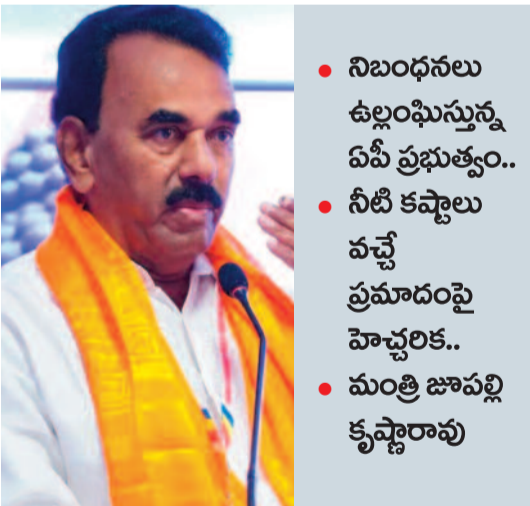 • నిబంధనలు
ఉల్లంఘిస్తున్న
ఏపీ ప్రభుత్వం..
• నీటి కష్టాలు
వచ్చే
ప్రమాదంపై
హెచ్చరిక..
• మంత్రి జూపల్లి
కృష్ణారావు